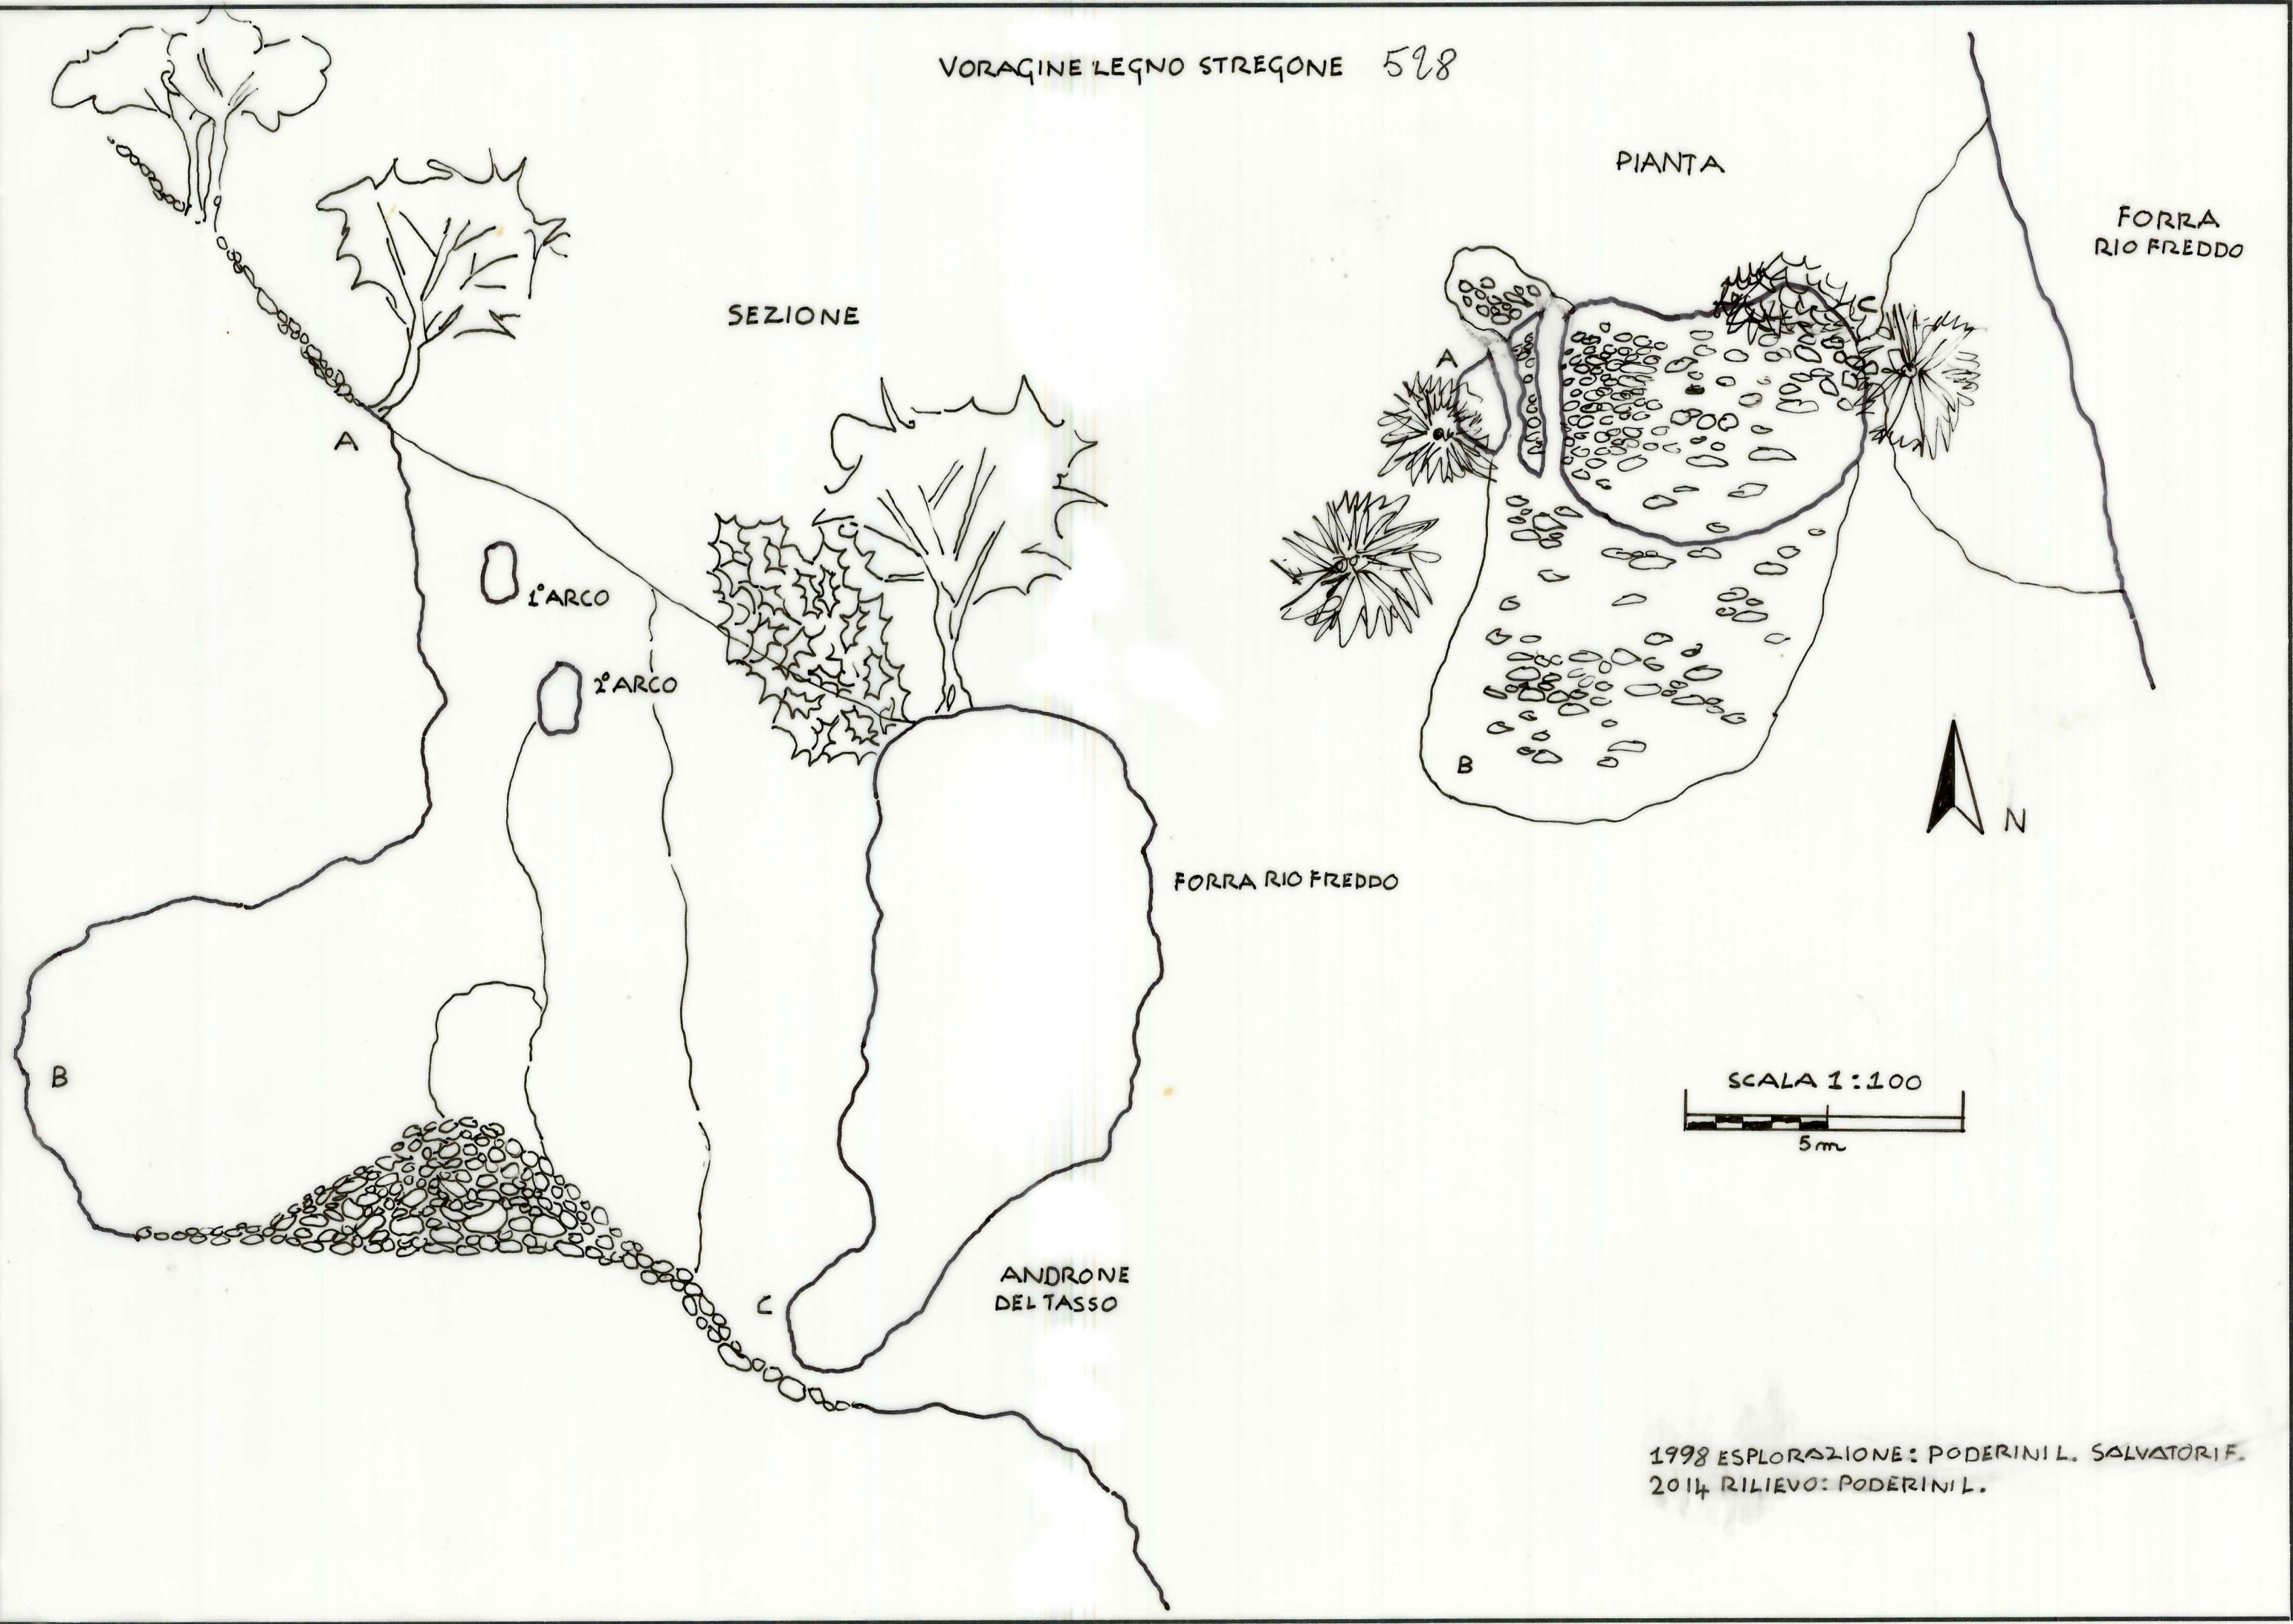 VORAGINE LEGNO STREGONE 528
PIANTA
FORRA
RIO FREDDO
SEZIONE
A
1° ARCO
2° ARCO
B
C
FORRA RIO FREDDO
ANDRONE
DEL TASSO
A
C
B
N
SCALA 1:100
5m
1998 ESPLORAZIONE: PODERINI L. SALVATORI F.
2014 RILIEVO: PODERINI L.